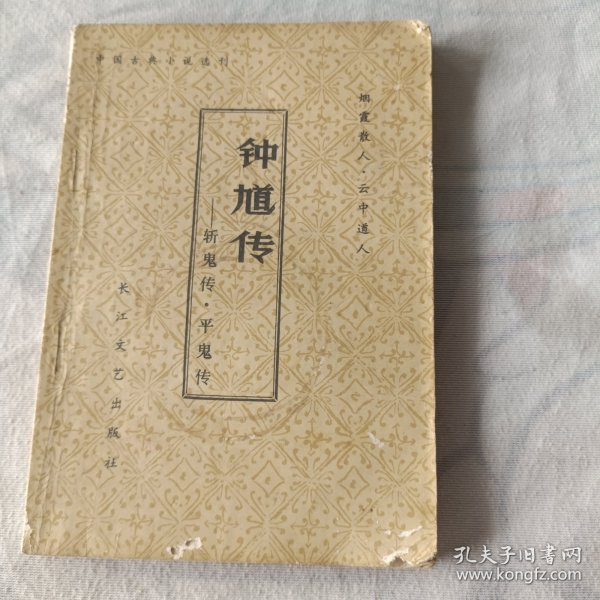 中国古典小说选刊
烟霞散人·云中道人
钟馗传
——斩鬼传·平鬼传
长江文艺出版社
孔夫子旧书网
www.kongfz.com